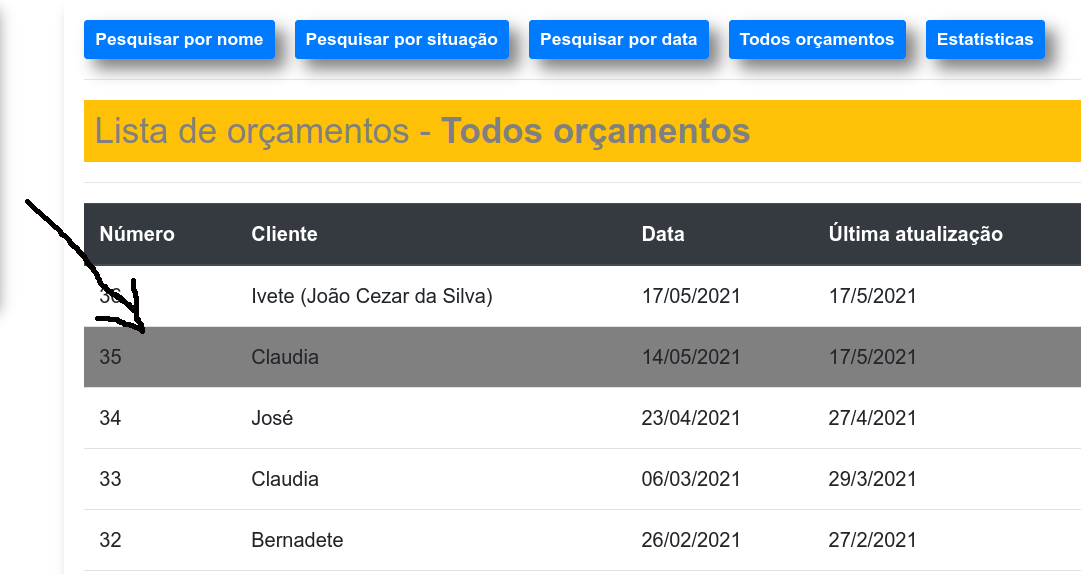 Pesquisar por nome Pesquisar por situação Pesquisar por data Todos orçamentos Estatísticas
Lista de orçamentos - Todos orçamentos
Número Cliente Data Última atualização
36 Ivete (João Cezar da Silva) 17/05/2021 17/5/2021
35 Claudia 14/05/2021 17/5/2021
34 José 23/04/2021 27/4/2021
33 Claudia 06/03/2021 29/3/2021
32 Bernadete 26/02/2021 27/2/2021